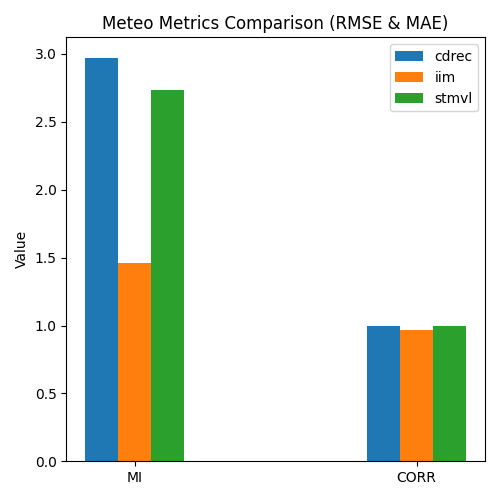 Meteo Metrics Comparison (RMSE & MAE)
cdrec
iim
stmvl
Value
3.0
2.5
2.0
1.5
1.0
0.5
0.0
MI
CORR